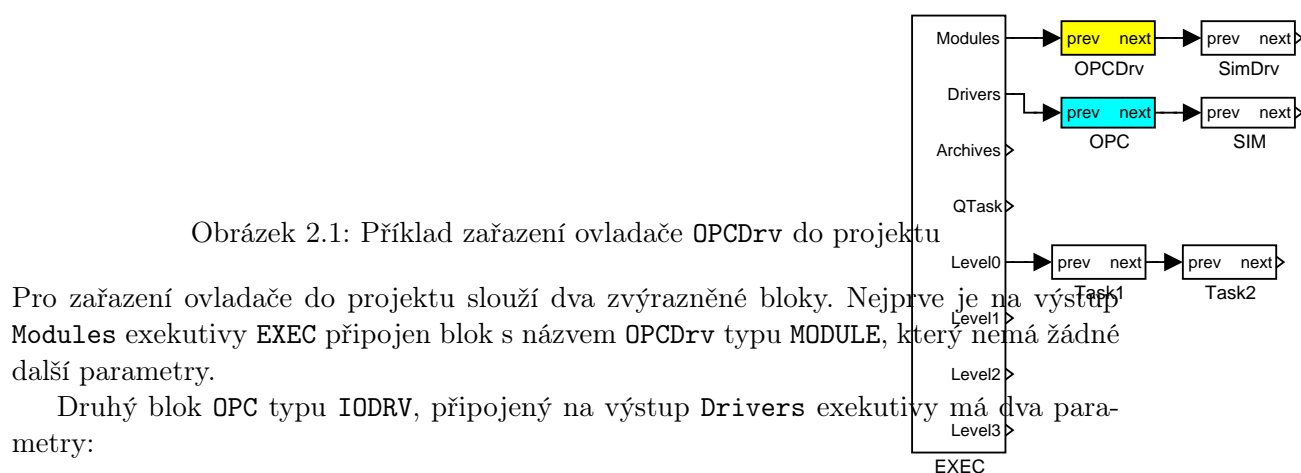 Modules
prev next
OPCDrv
prev next
SimDrv
Drivers
prev next
OPC
prev next
SIM
Archives
QTask
Level0
prev next
Task1
prev next
Task2
Level1
Level2
Level3
EXEC
Obrázek 2.1: Příklad zařazení ovladače OPCDrv do projektu
Pro zařazení ovladače do projektu slouží dva zvýrazněné bloky. Nejprve je na výstup
Modules exekutivy EXEC připojen blok s názvem OPCDrv typu MODULE, který nemá žádné
další parametry.
Druhý blok OPC typu IODRV, připojený na výstup Drivers exekutivy má dva para-
metry: